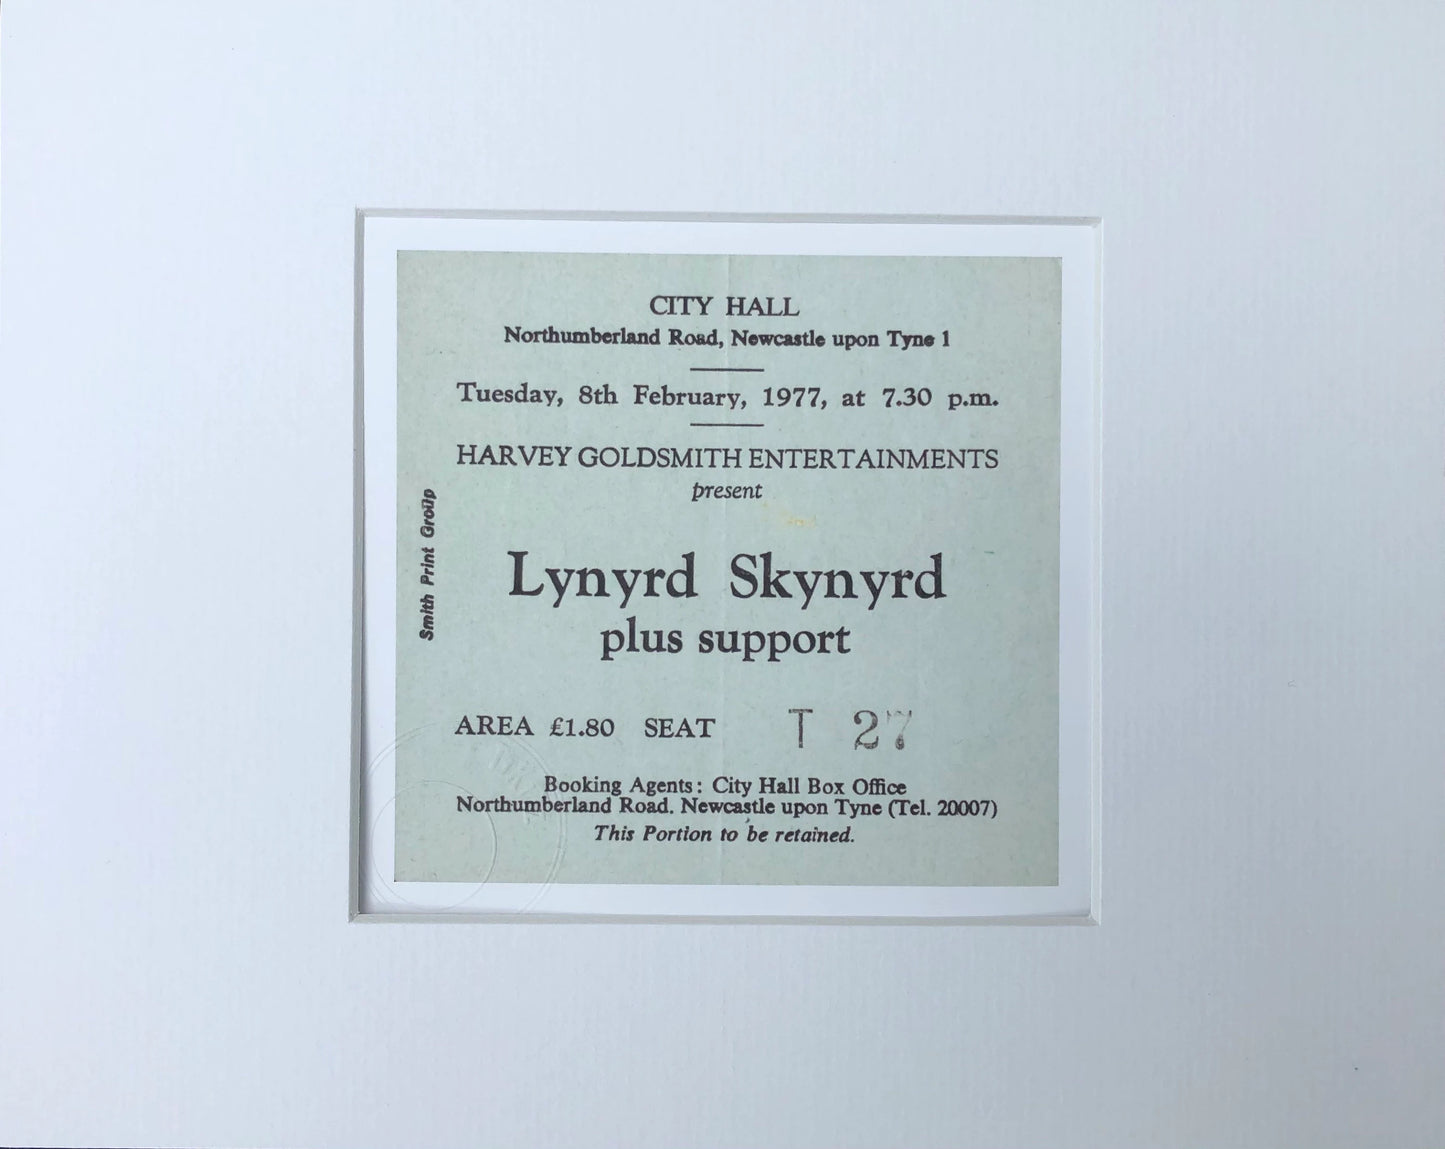 CITY HALL
Northumberland Road, Newcastle upon Tyne 1
Tuesday, 8th February, 1977, at 7.30 p.m.
HARVEY GOLDSMITH ENTERTAINMENTS
present
Lynyrd Skynyrd
plus support
AREA £1.80 SEAT T 27
Booking Agents: City Hall Box Office
Northumberland Road. Newcastle upon Tyne (Tel. 20007)
This Portion to be retained.
Smith Print Group